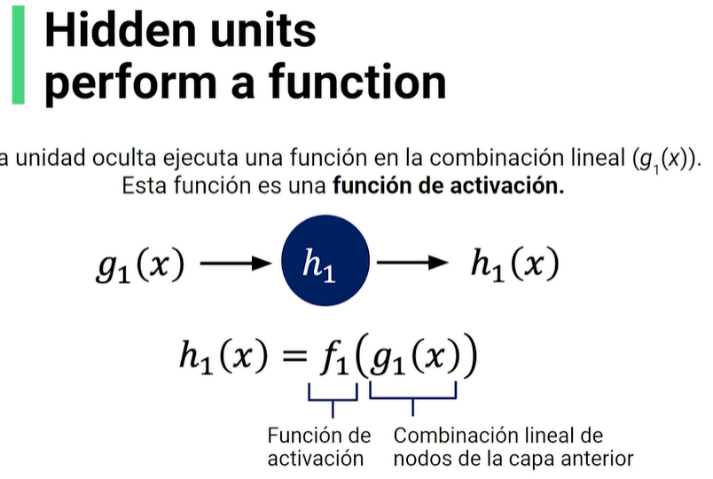 Hidden units
perform a function
a unidad oculta ejecuta una función en la combinación lineal (g₁(x)).
Esta función es una función de activación.
g₁(x) → h₁ → h₁(x)
h₁(x) = f₁(g₁(x))
Función de activación
Combinación lineal de nodos de la capa anterior